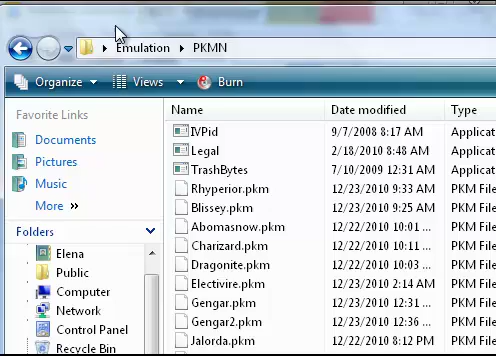 Emulation PKMN
Organize Views Burn
Favorite Links
Documents
Pictures
Music
More »
Folders
Elena
Public
Computer
Network
Control Panel
Recycle Bin
Name Date modified Type
IVPid 9/7/2008 8:17 AM Applicat
Legal 2/18/2010 8:48 AM Applicat
TrashBytes 7/10/2009 12:31 AM Applicat
Rhyperior.pkm 12/23/2010 9:33 AM PKM File
Blissey.pkm 12/23/2010 9:25 AM PKM File
Abomasnow.pkm 12/22/2010 10:01 ... PKM File
Charizard.pkm 12/22/2010 10:11 ... PKM File
Dragonite.pkm 12/22/2010 10:03 ... PKM File
Electivire.pkm 12/23/2010 2:14 AM PKM File
Gengar.pkm 12/23/2010 12:31 ... PKM File
Gengar2.pkm 12/23/2010 12:36 ... PKM File
Jalorda.pkm 12/22/2010 8:12 PM PKM File